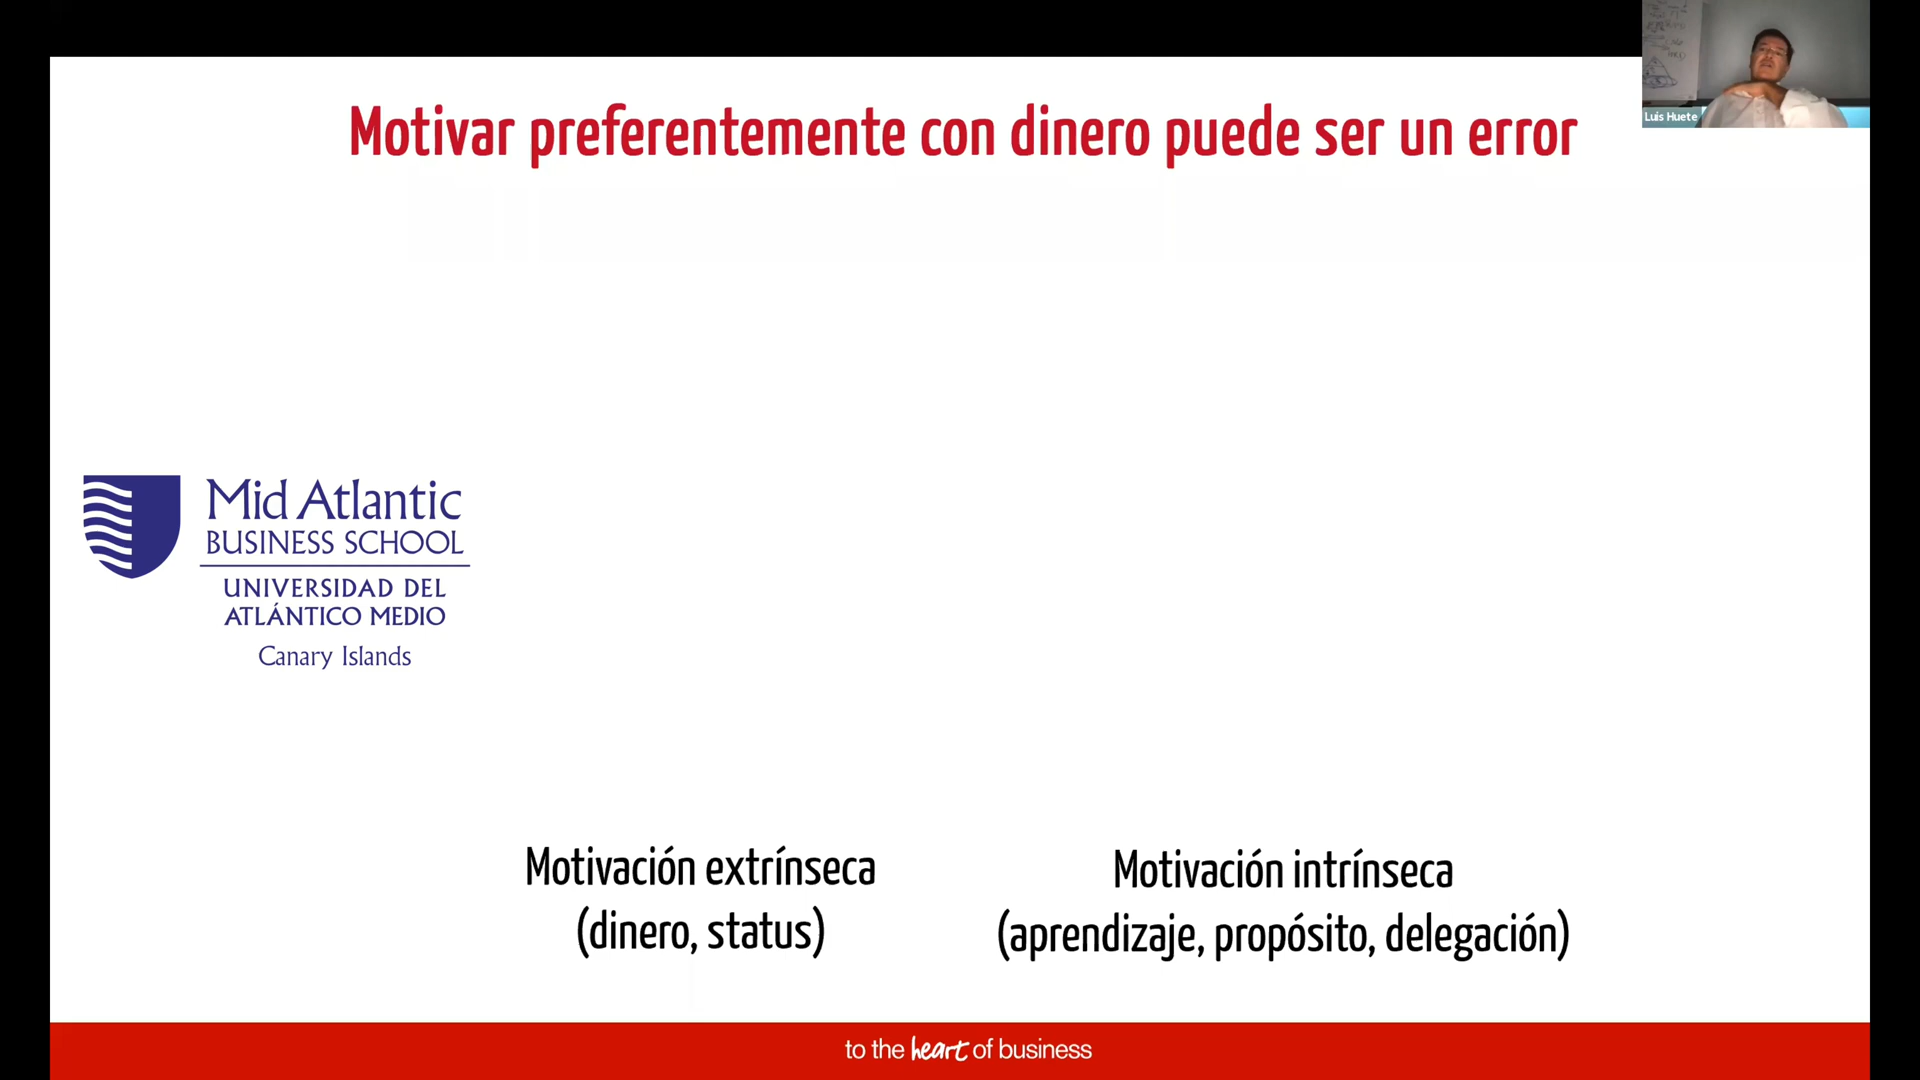 Motivar preferentemente con dinero puede ser un error
Luis Huete
Mid Atlantic
BUSINESS SCHOOL
UNIVERSIDAD DEL
ATLÁNTICO MEDIO
Canary Islands
Motivación extrínseca
(dinero, status)
Motivación intrínseca
(aprendizaje, propósito, delegación)
to the heart of business